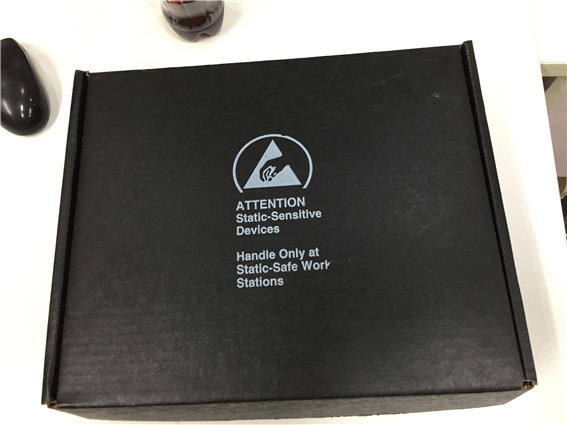 ATTENTION
Static-Sensitive
Devices
Handle Only at
Static-Safe Work
Stations